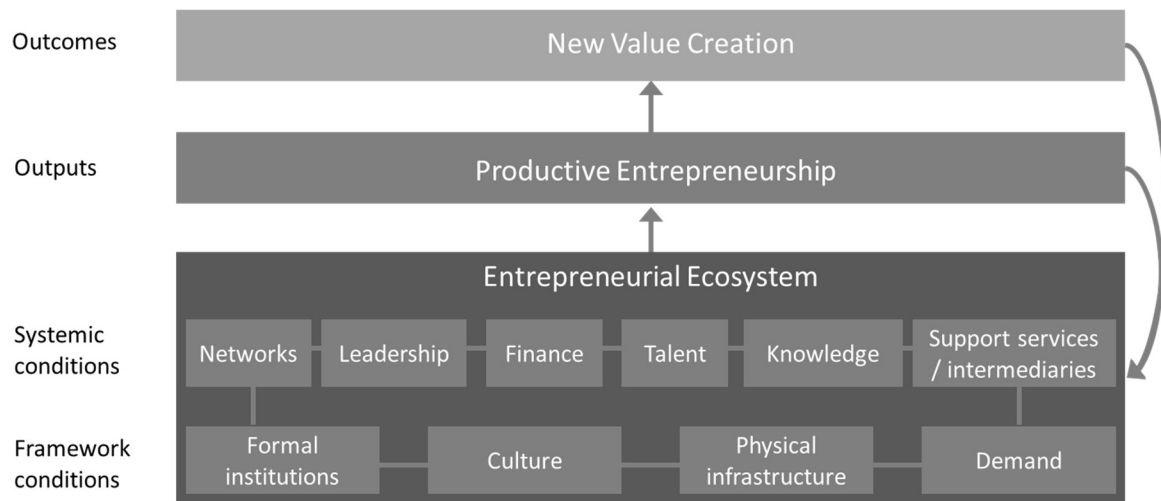 Outcomes
New Value Creation
Outputs
Productive Entrepreneurship
Entrepreneurial Ecosystem
Systemic
conditions
Networks
Leadership
Finance
Talent
Knowledge
Support services
/ intermediaries
Framework
conditions
Formal
institutions
Culture
Physical
infrastructure
Demand